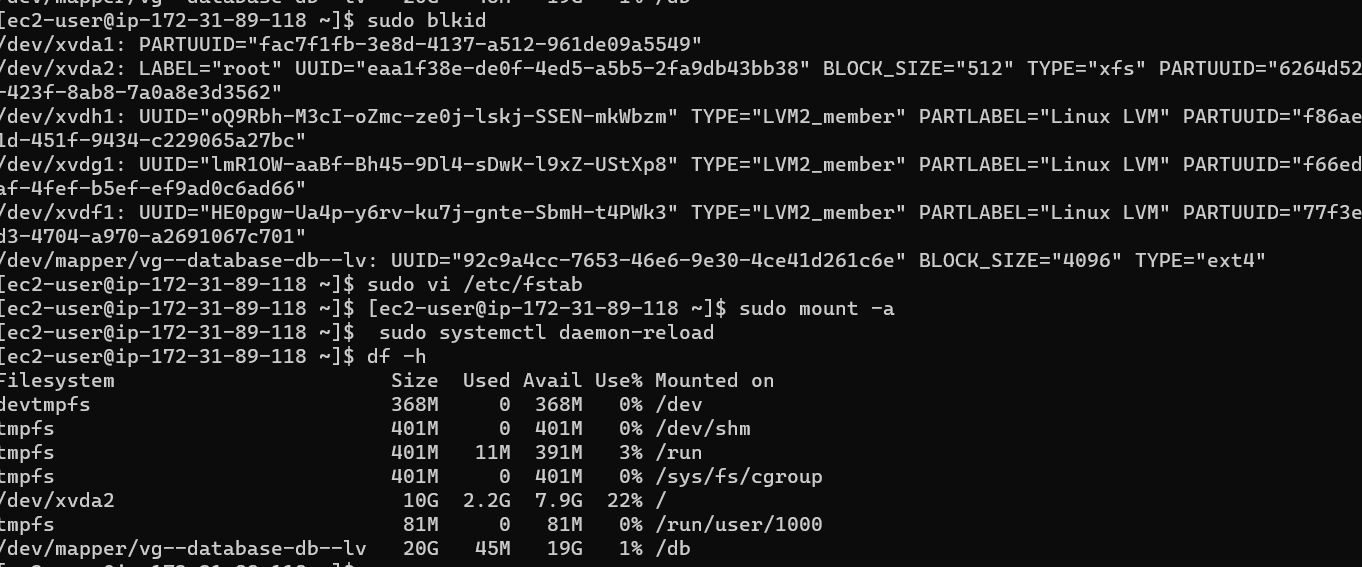 /dev/mapper/vg--database-db--lv 20G 45M 19G 1% /db
[ec2-user@ip-172-31-89-118 ~]$ sudo blkid
/dev/xvda1: PARTUUID="fac7f1fb-3e8d-4137-a512-961de09a5549"
/dev/xvda2: LABEL="root" UUID="eaa1f38e-de0f-4ed5-a5b5-2fa9db43bb38" BLOCK_SIZE="512" TYPE="xfs" PARTUUID="6264d52
-423f-8ab8-7a0a8e3d3562"
/dev/xvdh1: UUID="oQ9Rbh-M3cI-oZmc-ze0j-lskj-SSEN-mkWbzm" TYPE="LVM2_member" PARTLABEL="Linux LVM" PARTUUID="f86ae
1d-451f-9434-c229065a27bc"
/dev/xvdg1: UUID="lmR1OW-aaBf-Bh45-9Dl4-sDwK-l9xZ-UStXp8" TYPE="LVM2_member" PARTLABEL="Linux LVM" PARTUUID="f66ed
af-4fef-b5ef-ef9ad0c6ad66"
/dev/xvdf1: UUID="HE0pgw-Ua4p-y6rv-ku7j-gnte-SbmH-t4PWk3" TYPE="LVM2_member" PARTLABEL="Linux LVM" PARTUUID="77f3e
d3-4704-a970-a2691067c701"
/dev/mapper/vg--database-db--lv: UUID="92c9a4cc-7653-46e6-9e30-4ce41d261c6e" BLOCK_SIZE="4096" TYPE="ext4"
[ec2-user@ip-172-31-89-118 ~]$ sudo vi /etc/fstab
[ec2-user@ip-172-31-89-118 ~]$ [ec2-user@ip-172-31-89-118 ~]$ sudo mount -a
[ec2-user@ip-172-31-89-118 ~]$  sudo systemctl daemon-reload
[ec2-user@ip-172-31-89-118 ~]$ df -h
Filesystem                       Size  Used Avail Use% Mounted on
devtmpfs                         368M     0  368M   0% /dev
tmpfs                            401M     0  401M   0% /dev/shm
tmpfs                            401M   11M  391M   3% /run
tmpfs                            401M     0  401M   0% /sys/fs/cgroup
/dev/xvda2                        10G  2.2G  7.9G  22% /
tmpfs                             81M     0   81M   0% /run/user/1000
/dev/mapper/vg--database-db--lv   20G   45M   19G   1% /db